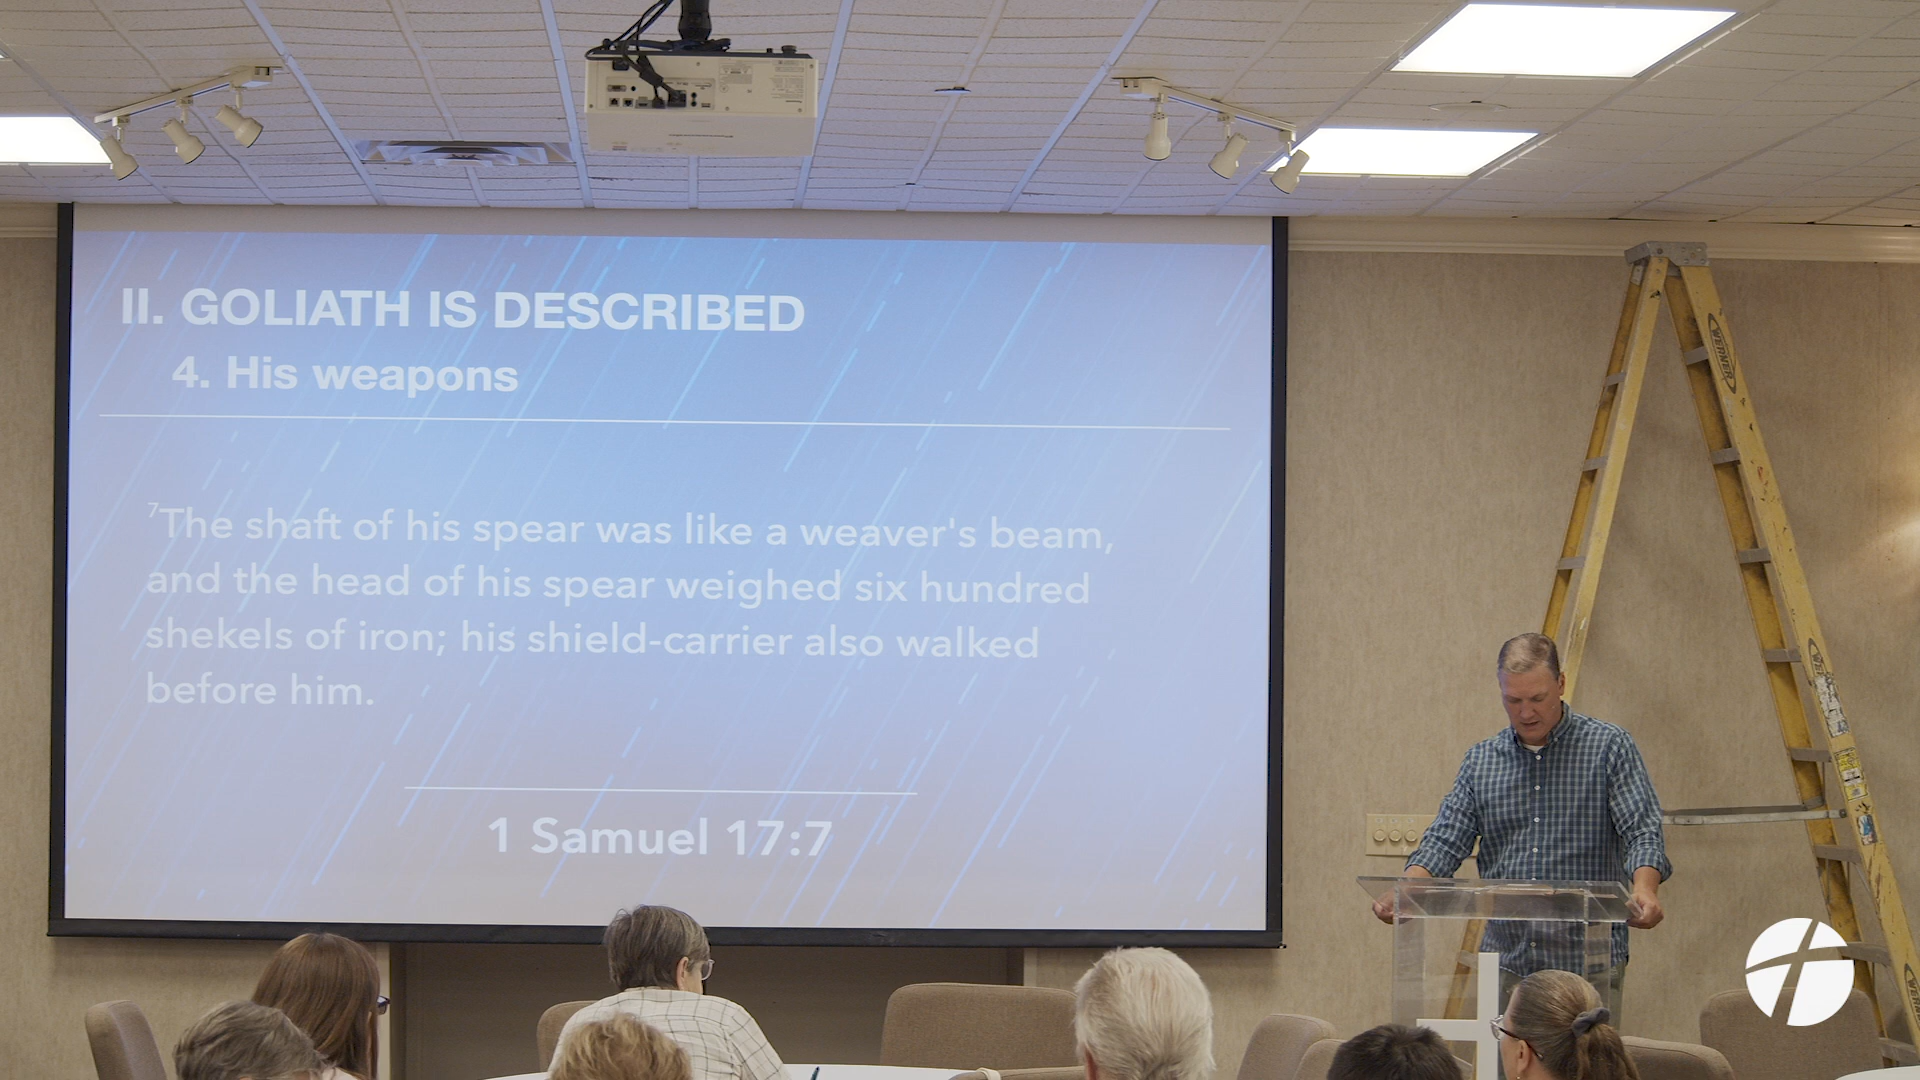 II. GOLIATH IS DESCRIBED
4. His weapons
7The shaft of his spear was like a weaver's beam,
and the head of his spear weighed six hundred
shekels of iron; his shield-carrier also walked
before him.
1 Samuel 17:7
WERNER